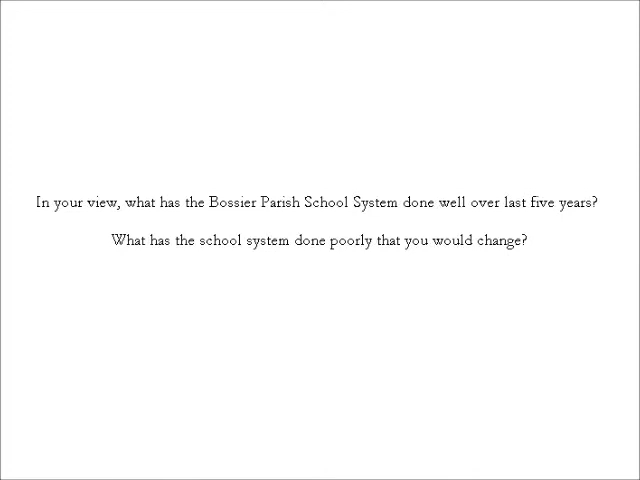 In your view, what has the Bossier Parish School System done well over last five years?
What has the school system done poorly that you would change?